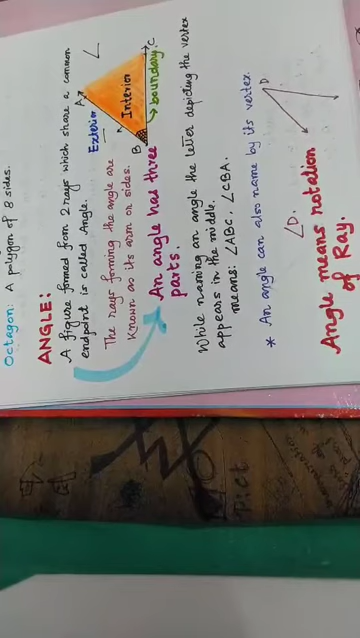 Octagon: A polygon of 8 sides.
ANGLE:
A figure formed fom 2 rays which share a common
endpoint is called Angle.
The rays forming the angle are
Known as its arm or sides.
An angle has three
parts.
A
Exterior
Interior
B
C
→ boundary.
While naming an angle the letter depicting the vertex
appears in the middle.
means: ∠ABC, ∠CBA.
* An angle can also name by its vertex.
D
∠D.
Angle means rotation
of Ray.